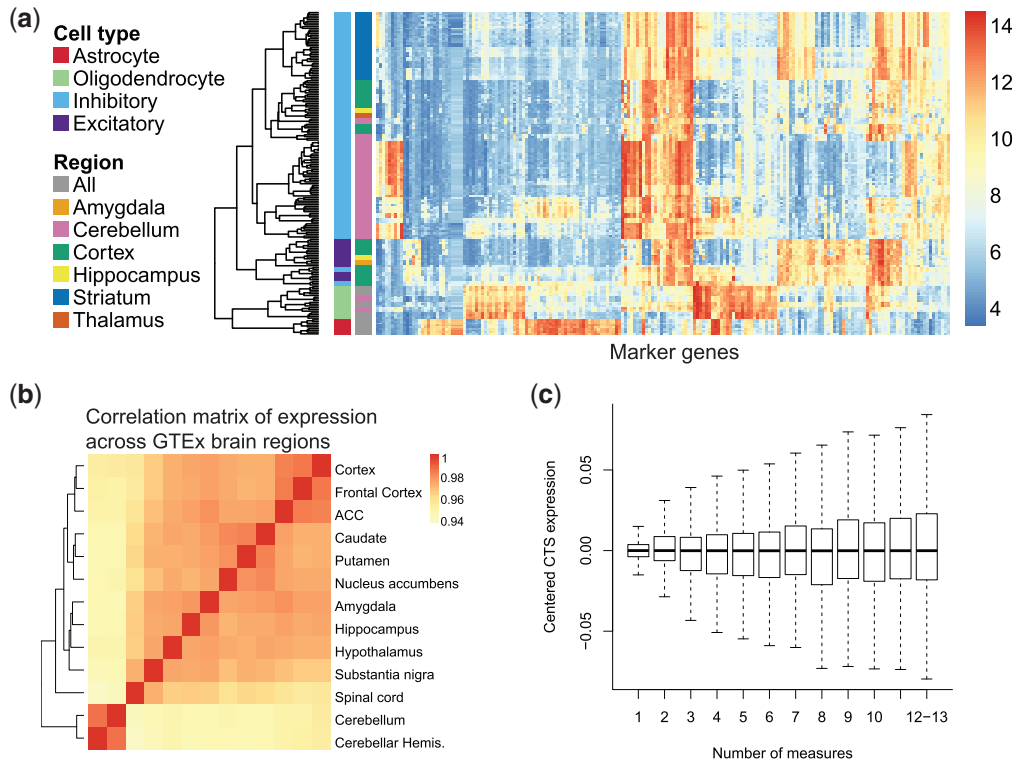 (a)
Cell type
Astrocyte
Oligodendrocyte
Inhibitory
Excitatory
Region
All
Amygdala
Cerebellum
Cortex
Hippocampus
Striatum
Thalamus
14
12
10
8
6
4
Marker genes
(b)
Correlation matrix of expression
across GTEx brain regions
1
0.98
0.96
0.94
Cortex
Frontal Cortex
ACC
Caudate
Putamen
Nucleus accumbens
Amygdala
Hippocampus
Hypothalamus
Substantia nigra
Spinal cord
Cerebellum
Cerebellar Hemis.
(c)
Centered CTS expression
0.05
0.00
−0.05
1 2 3 4 5 6 7 8 9 10 12−13
Number of measures